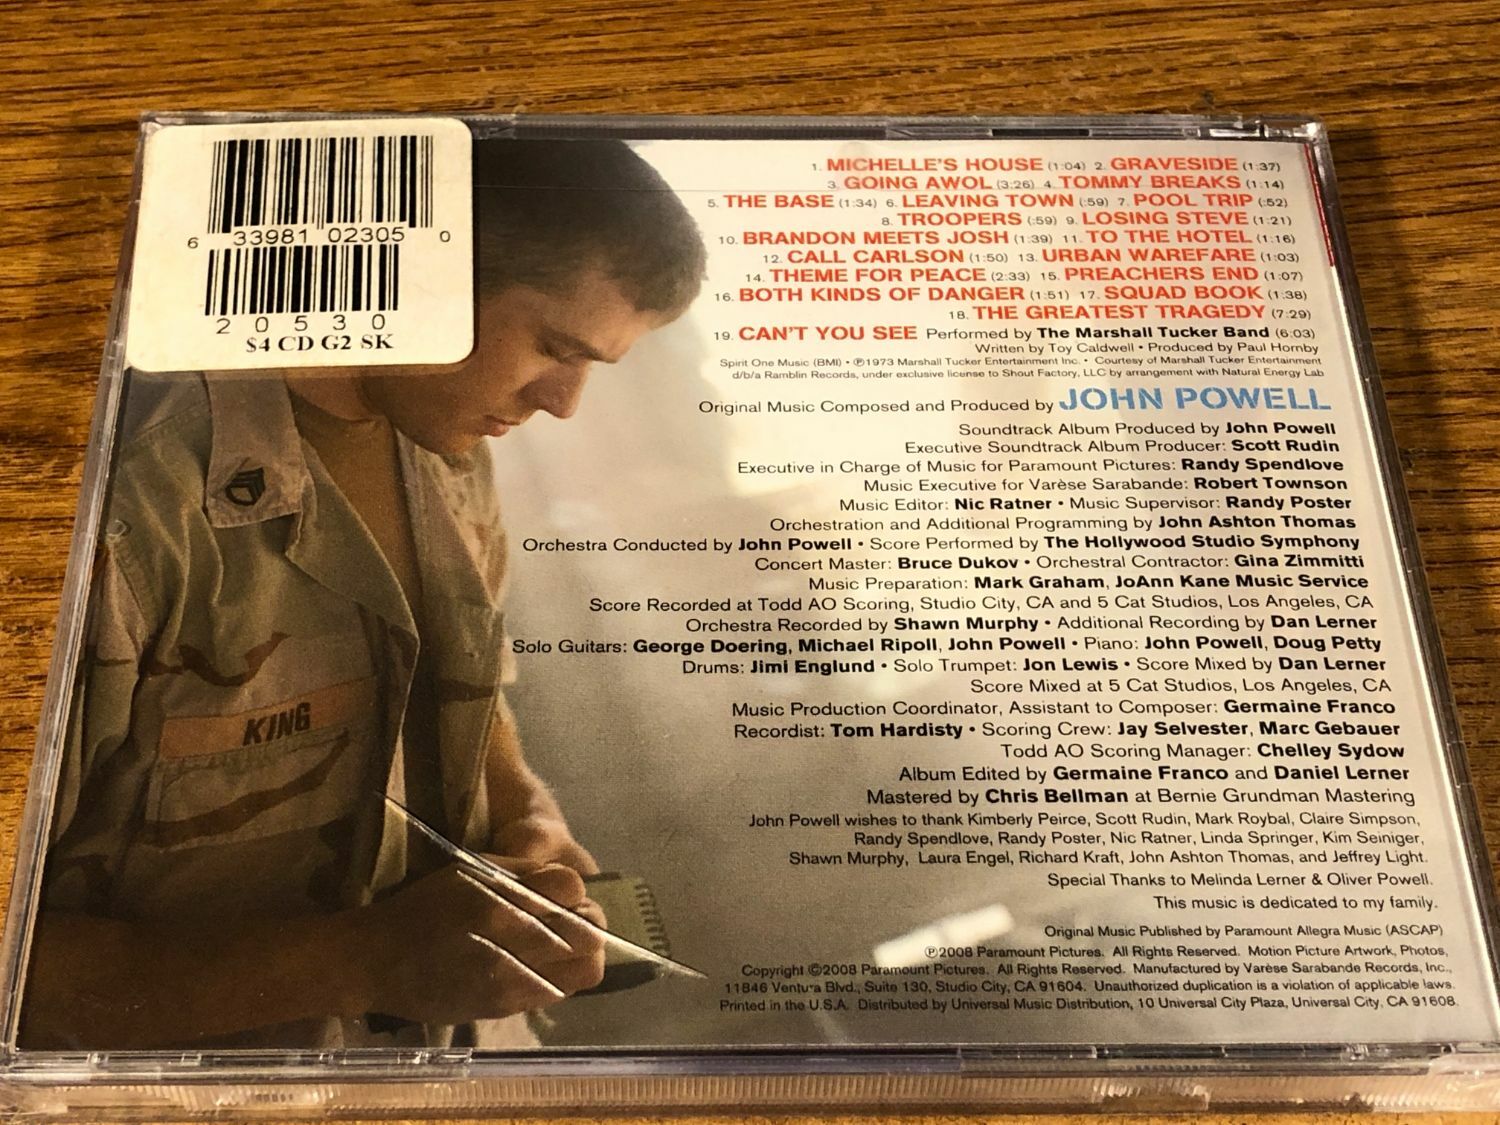 6 33981 02305 0
20530
$4 CD G2 SK
1. MICHELLE'S HOUSE (1:04) 2. GRAVESIDE (1:37)
3. GOING AWOL (3:26) 4. TOMMY BREAKS (1:14)
5. THE BASE (1:34) 6. LEAVING TOWN (:59) 7. POOL TRIP (:52)
8. TROOPERS (:59) 9. LOSING STEVE (1:21)
10. BRANDON MEETS JOSH (1:39) 11. TO THE HOTEL (1:16)
12. CALL CARLSON (1:50) 13. URBAN WAREFARE (1:03)
14. THEME FOR PEACE (2:33) 15. PREACHERS END (1:07)
16. BOTH KINDS OF DANGER (1:51) 17. SQUAD BOOK (1:38)
18. THE GREATEST TRAGEDY (7:29)
19. CAN'T YOU SEE Performed by The Marshall Tucker Band (6:03)
Written by Toy Caldwell • Produced by Paul Hornby
Spirit One Music (BMI) • ℗1973 Marshall Tucker Entertainment Inc. • Courtesy of Marshall Tucker Entertainment
d/b/a Ramblin Records, under exclusive license to Shout Factory, LLC by arrangement with Natural Energy Lab
Original Music Composed and Produced by JOHN POWELL
Soundtrack Album Produced by John Powell
Executive Soundtrack Album Producer: Scott Rudin
Executive in Charge of Music for Paramount Pictures: Randy Spendlove
Music Executive for Varèse Sarabande: Robert Townson
Music Editor: Nic Ratner • Music Supervisor: Randy Poster
Orchestration and Additional Programming by John Ashton Thomas
Orchestra Conducted by John Powell • Score Performed by The Hollywood Studio Symphony
Concert Master: Bruce Dukov • Orchestral Contractor: Gina Zimmitti
Music Preparation: Mark Graham, JoAnn Kane Music Service
Score Recorded at Todd AO Scoring, Studio City, CA and 5 Cat Studios, Los Angeles, CA
Orchestra Recorded by Shawn Murphy • Additional Recording by Dan Lerner
Solo Guitars: George Doering, Michael Ripoll, John Powell • Piano: John Powell, Doug Petty
Drums: Jimi Englund • Solo Trumpet: Jon Lewis • Score Mixed by Dan Lerner
Score Mixed at 5 Cat Studios, Los Angeles, CA
Music Production Coordinator, Assistant to Composer: Germaine Franco
Recordist: Tom Hardisty • Scoring Crew: Jay Selvester, Marc Gebauer
Todd AO Scoring Manager: Chelley Sydow
Album Edited by Germaine Franco and Daniel Lerner
Mastered by Chris Bellman at Bernie Grundman Mastering
John Powell wishes to thank Kimberly Peirce, Scott Rudin, Mark Roybal, Claire Simpson,
Randy Spendlove, Randy Poster, Nic Ratner, Linda Springer, Kim Seiniger,
Shawn Murphy, Laura Engel, Richard Kraft, John Ashton Thomas, and Jeffrey Light.
Special Thanks to Melinda Lerner & Oliver Powell.
This music is dedicated to my family.
Original Music Published by Paramount Allegra Music (ASCAP)
℗2008 Paramount Pictures. All Rights Reserved. Motion Picture Artwork, Photos,
Copyright ©2008 Paramount Pictures. All Rights Reserved. Manufactured by Varèse Sarabande Records, Inc.,
11846 Ventura Blvd., Suite 130, Studio City, CA 91604. Unauthorized duplication is a violation of applicable laws.
Printed in the U.S.A. Distributed by Universal Music Distribution, 10 Universal City Plaza, Universal City, CA 91608.
KING